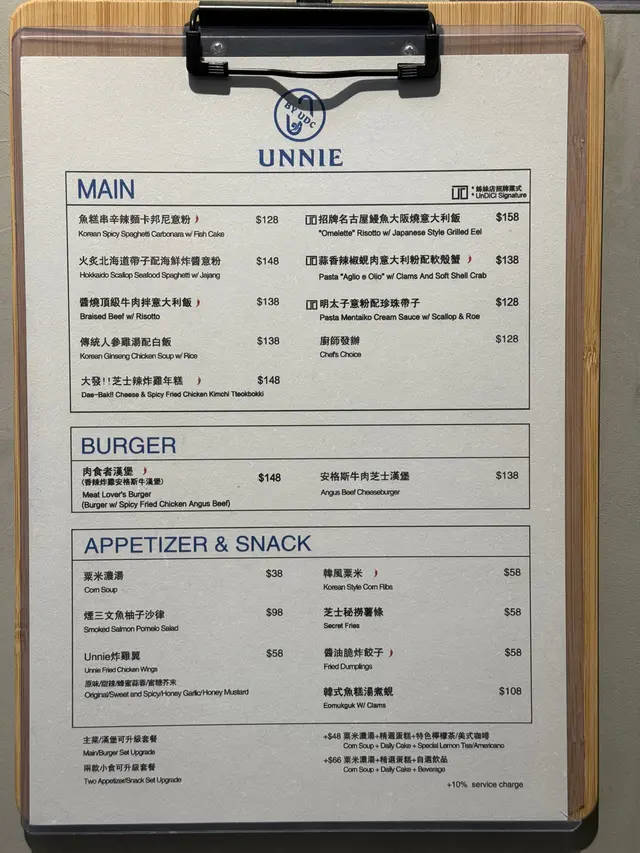 BY UDC
UNNIE
MAIN
:姊妹店招牌菜式
:UnDiCi Signature
魚糕串辛辣麵卡邦尼意粉 $128
Korean Spicy Spaghetti Carbonara w/ Fish Cake
火炙北海道帶子配海鮮炸醬意粉 $148
Hokkaido Scallop Seafood Spaghetti w/ Jajang
醬燒頂級牛肉拌意大利飯 $138
Braised Beef w/ Risotto
傳統人參雞湯配白飯 $138
Korean Ginseng Chicken Soup w/ Rice
大發!!芝士辣炸雞年糕 $148
Dae-Bak!! Cheese & Spicy Fried Chicken Kimchi Tteokbokki
招牌名古屋鰻魚大阪燒意大利飯 $158
"Omelette" Risotto w/ Japanese Style Grilled Eel
蒜香辣椒蜆肉意大利粉配軟殼蟹 $138
Pasta "Aglio e Olio" w/ Clams And Soft Shell Crab
明太子意粉配珍珠帶子 $128
Pasta Mentaiko Cream Sauce w/ Scallop & Roe
廚師發辦 $128
Chef's Choice
BURGER
肉食者漢堡
(香辣炸雞安格斯牛漢堡) $148
Meat Lover's Burger
(Burger w/ Spicy Fried Chicken Angus Beef)
安格斯牛肉芝士漢堡 $138
Angus Beef Cheeseburger
APPETIZER & SNACK
粟米濃湯 $38
Corn Soup
煙三文魚柚子沙律 $98
Smoked Salmon Pomelo Salad
Unnie炸雞翼 $58
Unnie Fried Chicken Wings
原味/甜辣/蜂蜜蒜蓉/蜜糖芥末
Original/Sweet and Spicy/Honey Garlic/Honey Mustard
韓風粟米 $58
Korean Style Corn Ribs
芝士秘撈薯條 $58
Secret Fries
醬油脆炸餃子 $58
Fried Dumplings
韓式魚糕湯煮蜆 $108
Eomukguk W/ Clams
主菜/漢堡可升級套餐
Main/Burger Set Upgrade
兩款小食可升級套餐
Two Appetizer/Snack Set Upgrade
+$48 粟米濃湯+精選蛋糕+特色檸檬茶/美式咖啡
Corn Soup + Daily Cake + Special Lemon Tea/Americano
+$66 粟米濃湯+精選蛋糕+自選飲品
Corn Soup + Daily Cake + Beverage
+10% service charge